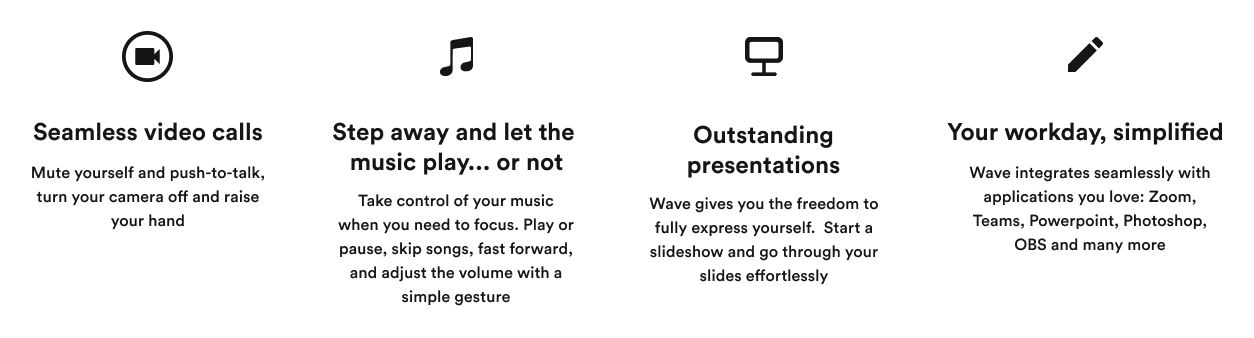 Seamless video calls
Mute yourself and push-to-talk,
turn your camera off and raise
your hand
Step away and let the
music play... or not
Take control of your music
when you need to focus. Play or
pause, skip songs, fast forward,
and adjust the volume with a
simple gesture
Outstanding
presentations
Wave gives you the freedom to
fully express yourself.  Start a
slideshow and go through your
slides effortlessly
Your workday, simplified
Wave integrates seamlessly with
applications you love: Zoom,
Teams, Powerpoint, Photoshop,
OBS and many more